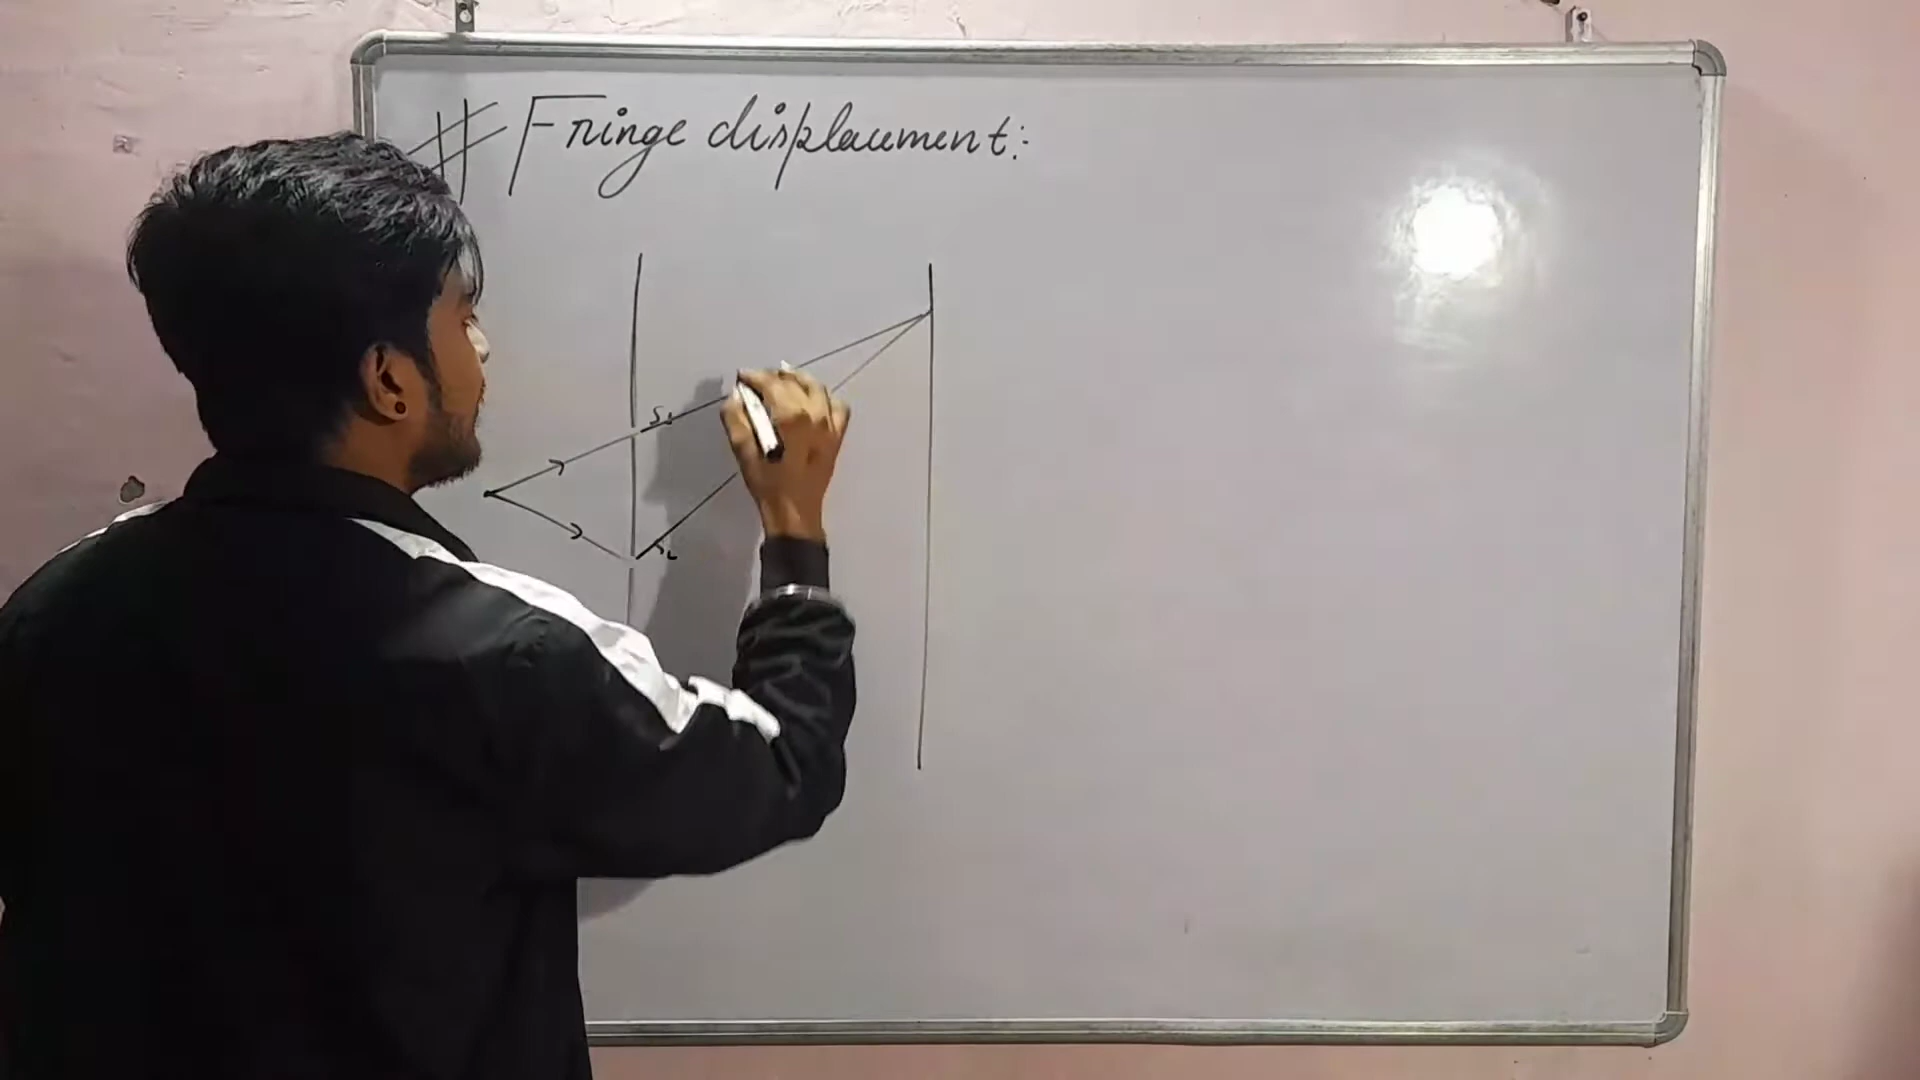 # Fringe displacement:-
S₁
S₂